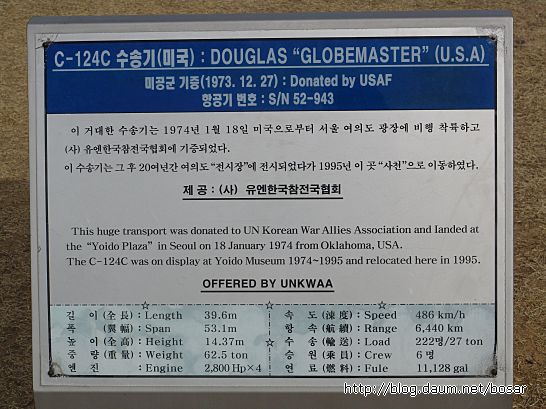 C-124C 수송기(미국) : DOUGLAS "GLOBEMASTER" (U.S.A)
미공군 기증(1973. 12. 27) : Donated by USAF
항공기 번호 : S/N 52-943
이 거대한 수송기는 1974년 1월 18일 미국으로부터 서울 여의도 광장에 비행 착륙하고
(사) 유엔한국참전국협회에 기증되었다.
이 수송기는 그 후 20여년간 여의도 "전시장"에 전시되었다가 1995년 이 곳 "사천"으로 이동하였다.
제 공 : (사) 유엔한국참전국협회
This huge transport was donated to UN Korean War Allies Association and landed at
the "Yoido Plaza" in Seoul on 18 January 1974 from Oklahoma, USA.
The C-124C was on display at Yoido Museum 1974~1995 and relocated here in 1995.
OFFERED BY UNKWAA
길 이 (全 長) : Length 39.6m
폭 (翼 幅) : Span 53.1m
높 이 (全 高) : Height 14.37m
중 량 (重 量) : Weight 62.5 ton
엔 진 : Engine 2,800 Hp×4
속 도 (速 度) : Speed 486 km/h
항 속 (航 續) : Range 6,440 km
수 송 (輸 送) : Load 222명/27 ton
승 원 (乘 員) : Crew 6 명
연 료 (燃 料) : Fule 11,128 gal
http://blog.daum.net/bosar